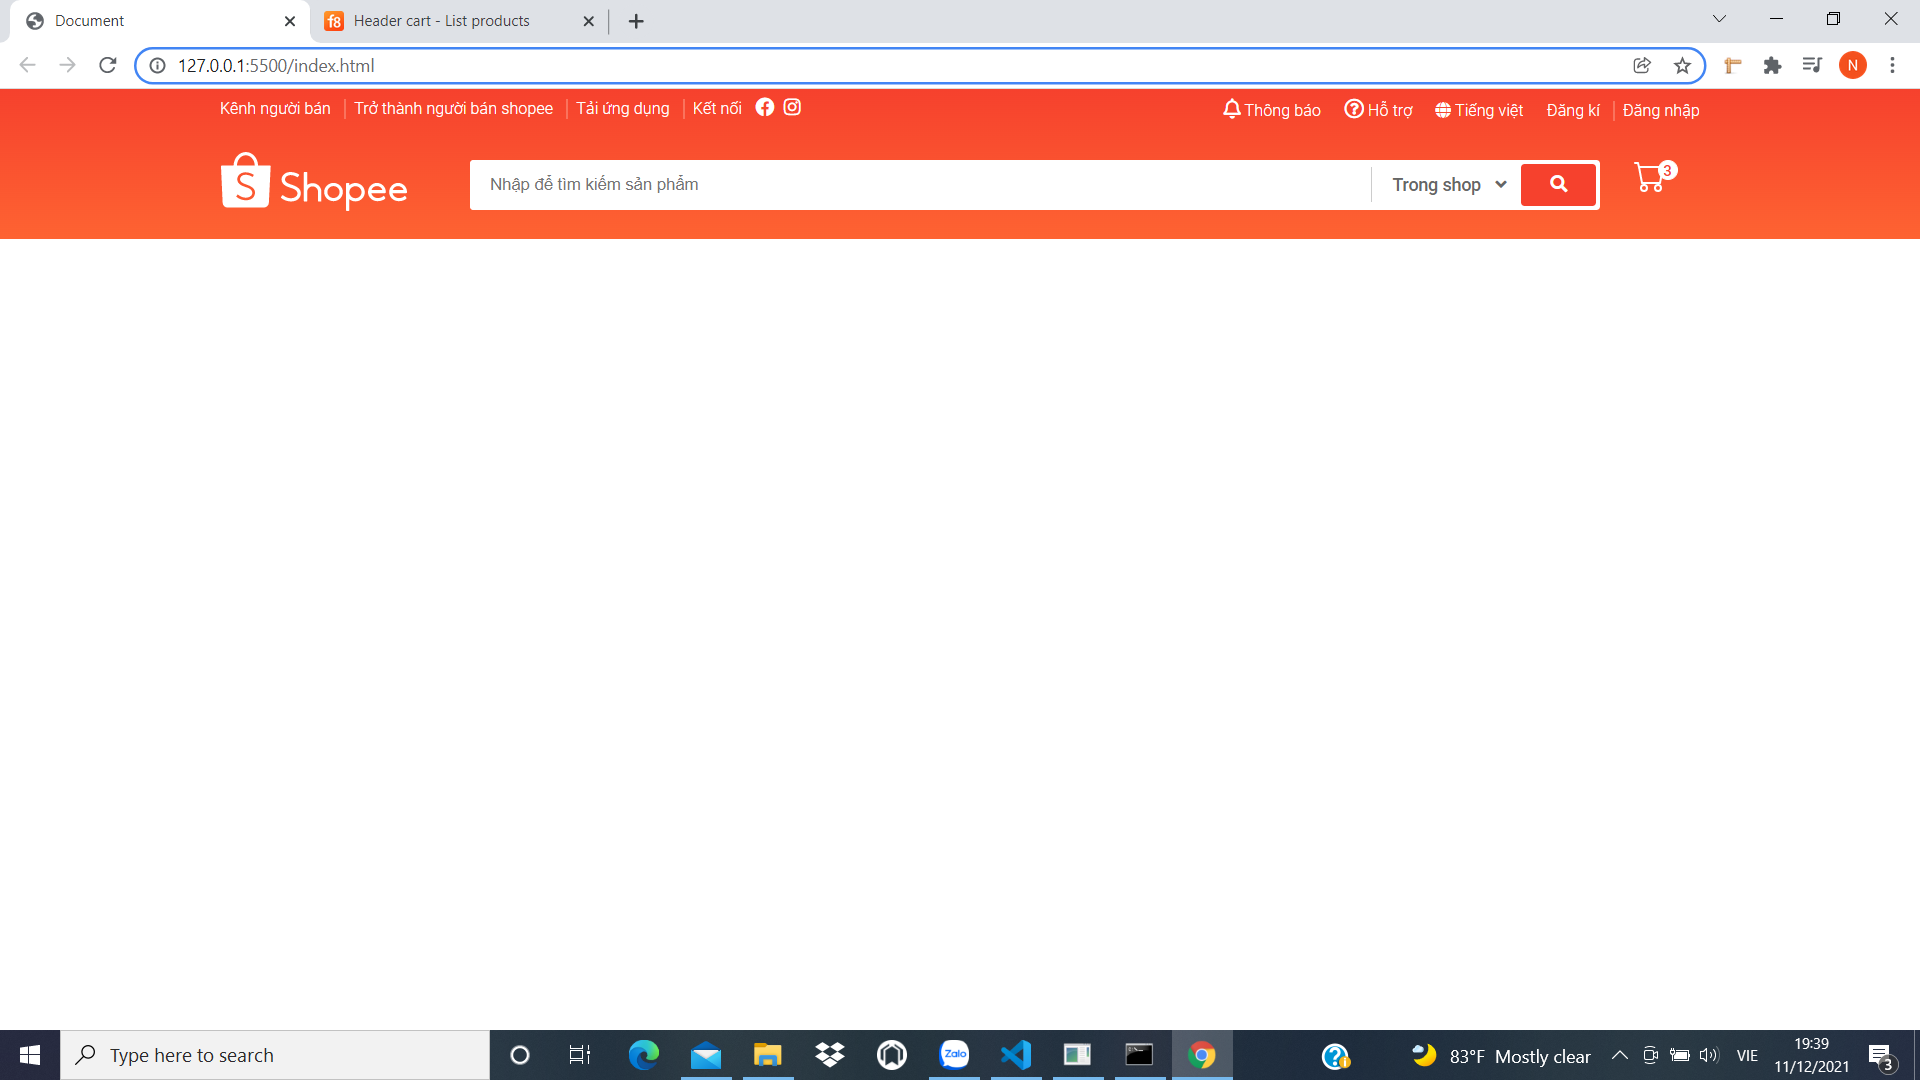 Document
f8 Header cart - List products
127.0.0.1:5500/index.html
N
Kênh người bán Trở thành người bán shopee Tải ứng dụng Kết nối
Thông báo Hỗ trợ Tiếng việt Đăng kí Đăng nhập
S Shopee
Nhập để tìm kiếm sản phẩm
Trong shop
3
Type here to search
Zalo
83°F Mostly clear
VIE
19:39
11/12/2021
3